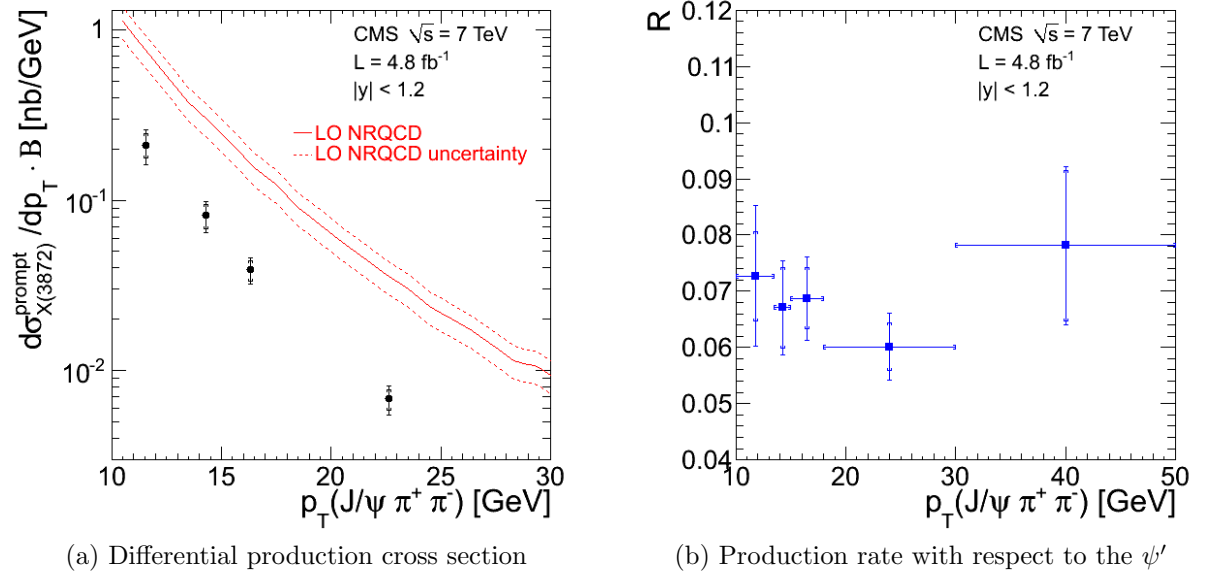 dσ^prompt_X(3872) /dp_T · B [nb/GeV]
1
10^-1
10^-2
CMS √s = 7 TeV
L = 4.8 fb^-1
|y| < 1.2
LO NRQCD
LO NRQCD uncertainty
10 15 20 25 30
p_T(J/ψ π^+ π^-) [GeV]
(a) Differential production cross section
R
0.12
0.11
0.1
0.09
0.08
0.07
0.06
0.05
0.04
CMS √s = 7 TeV
L = 4.8 fb^-1
|y| < 1.2
10 20 30 40 50
p_T(J/ψ π^+ π^-) [GeV]
(b) Production rate with respect to the ψ′